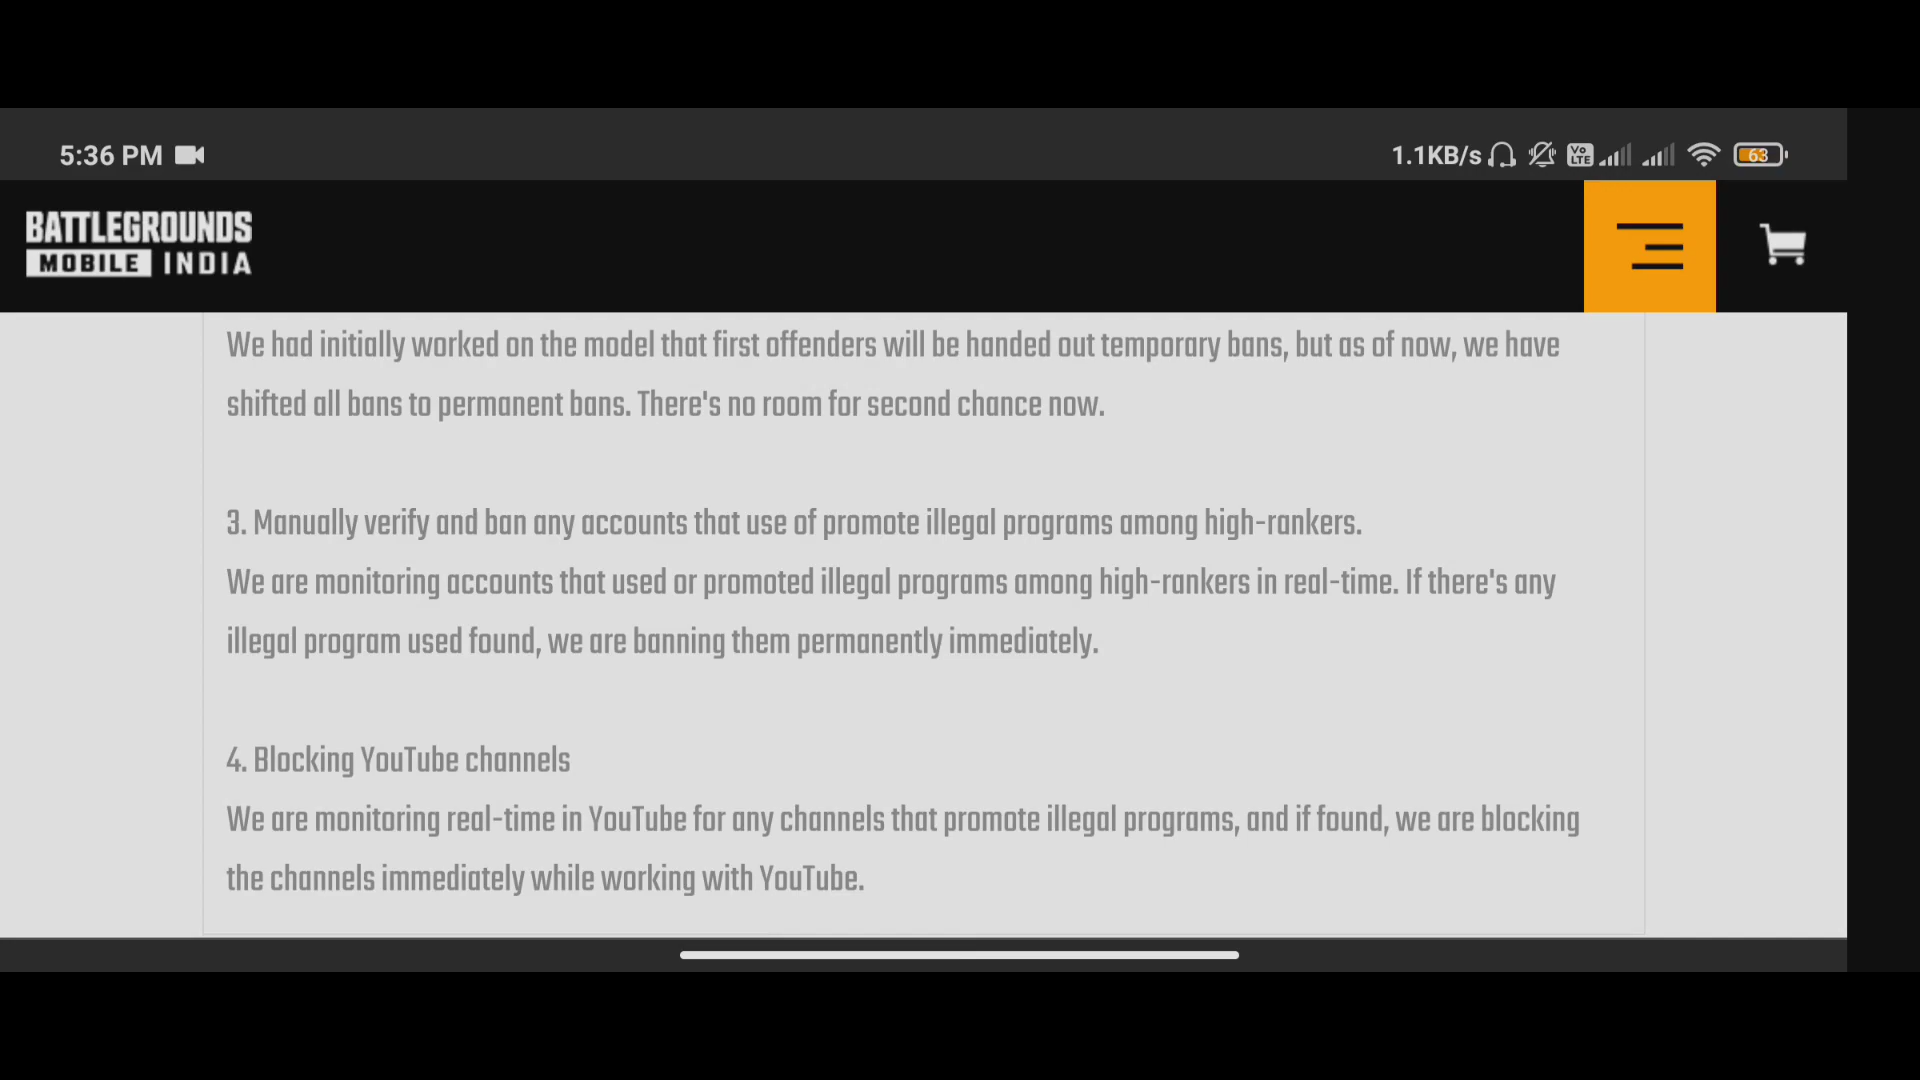 5:36 PM
1.1KB/s
Vo LTE
63
BATTLEGROUNDS
MOBILE INDIA
We had initially worked on the model that first offenders will be handed out temporary bans, but as of now, we have
shifted all bans to permanent bans. There's no room for second chance now.
3. Manually verify and ban any accounts that use of promote illegal programs among high-rankers.
We are monitoring accounts that used or promoted illegal programs among high-rankers in real-time. If there's any
illegal program used found, we are banning them permanently immediately.
4. Blocking YouTube channels
We are monitoring real-time in YouTube for any channels that promote illegal programs, and if found, we are blocking
the channels immediately while working with YouTube.